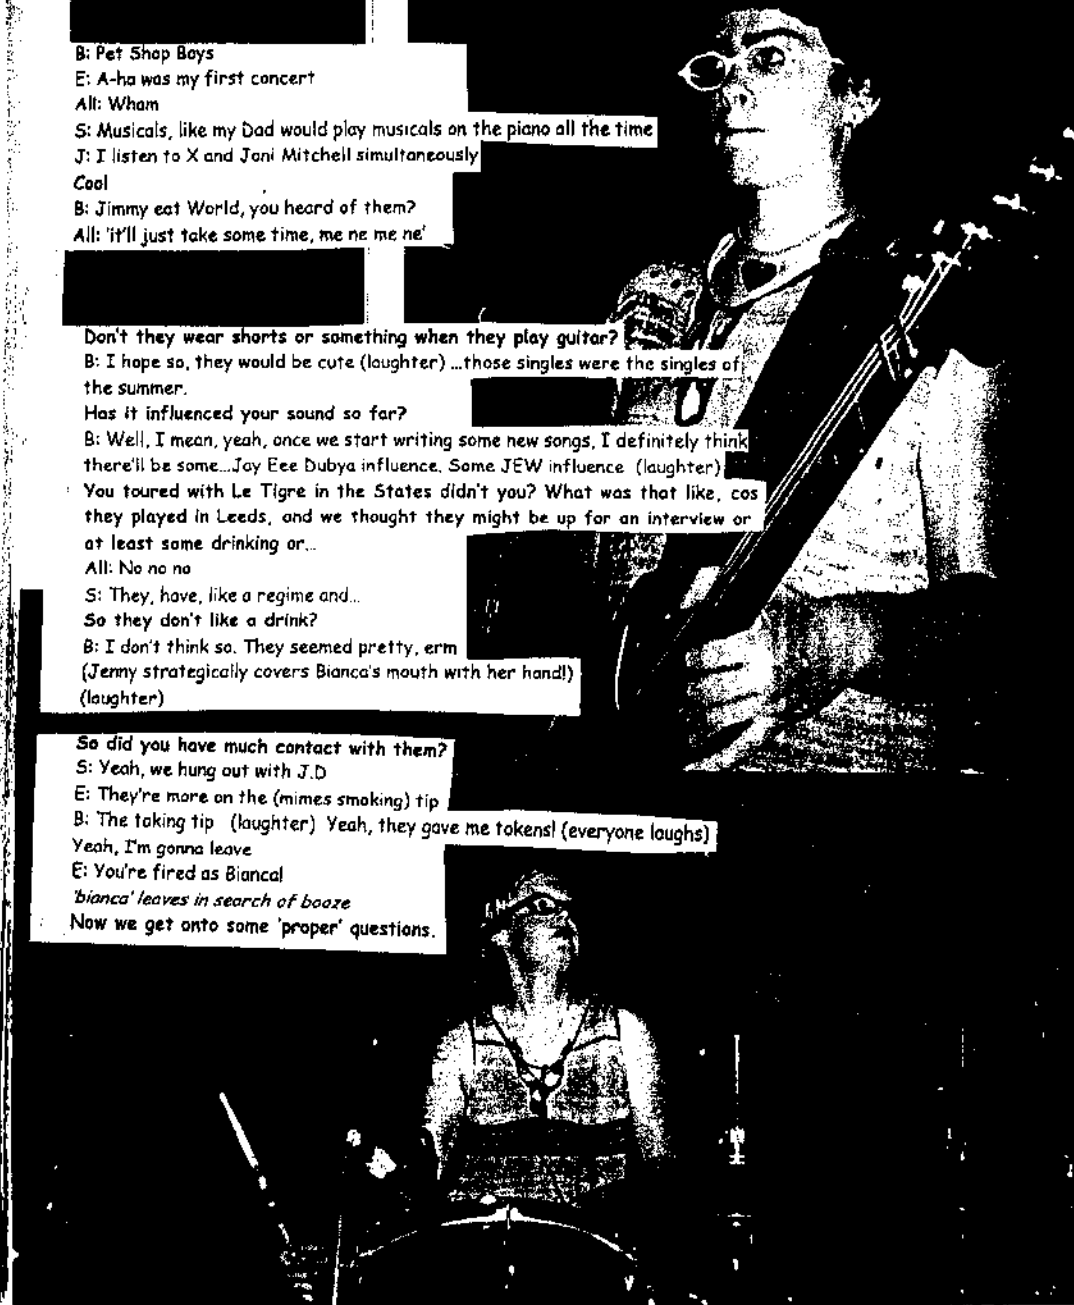 B: Pet Shop Boys
E: A-ha was my first concert
All: Wham
S: Musicals, like my Dad would play musicals on the piano all the time
J: I listen to X and Joni Mitchell simultaneously
Cool
B: Jimmy eat World, you heard of them?
All: 'it'll just take some time, me ne me ne'
Don't they wear shorts or something when they play guitar?
B: I hope so, they would be cute (laughter) ...those singles were the singles of
the summer.
Has it influenced your sound so far?
B: Well, I mean, yeah, once we start writing some new songs, I definitely think
there'll be some...Jay Eee Dubya influence. Some JEW influence (laughter)
You toured with Le Tigre in the States didn't you? What was that like, cos
they played in Leeds, and we thought they might be up for an interview or
at least some drinking or...
All: No no no
S: They, have, like a regime and...
So they don't like a drink?
B: I don't think so. They seemed pretty, erm
(Jenny strategically covers Bianca's mouth with her hand!)
(laughter)
So did you have much contact with them?
S: Yeah, we hung out with J.D
E: They're more on the (mimes smoking) tip
B: The toking tip (laughter) Yeah, they gave me tokens! (everyone laughs)
Yeah, I'm gonna leave
E: You're fired as Bianca!
'bianca' leaves in search of booze
Now we get onto some 'proper' questions.